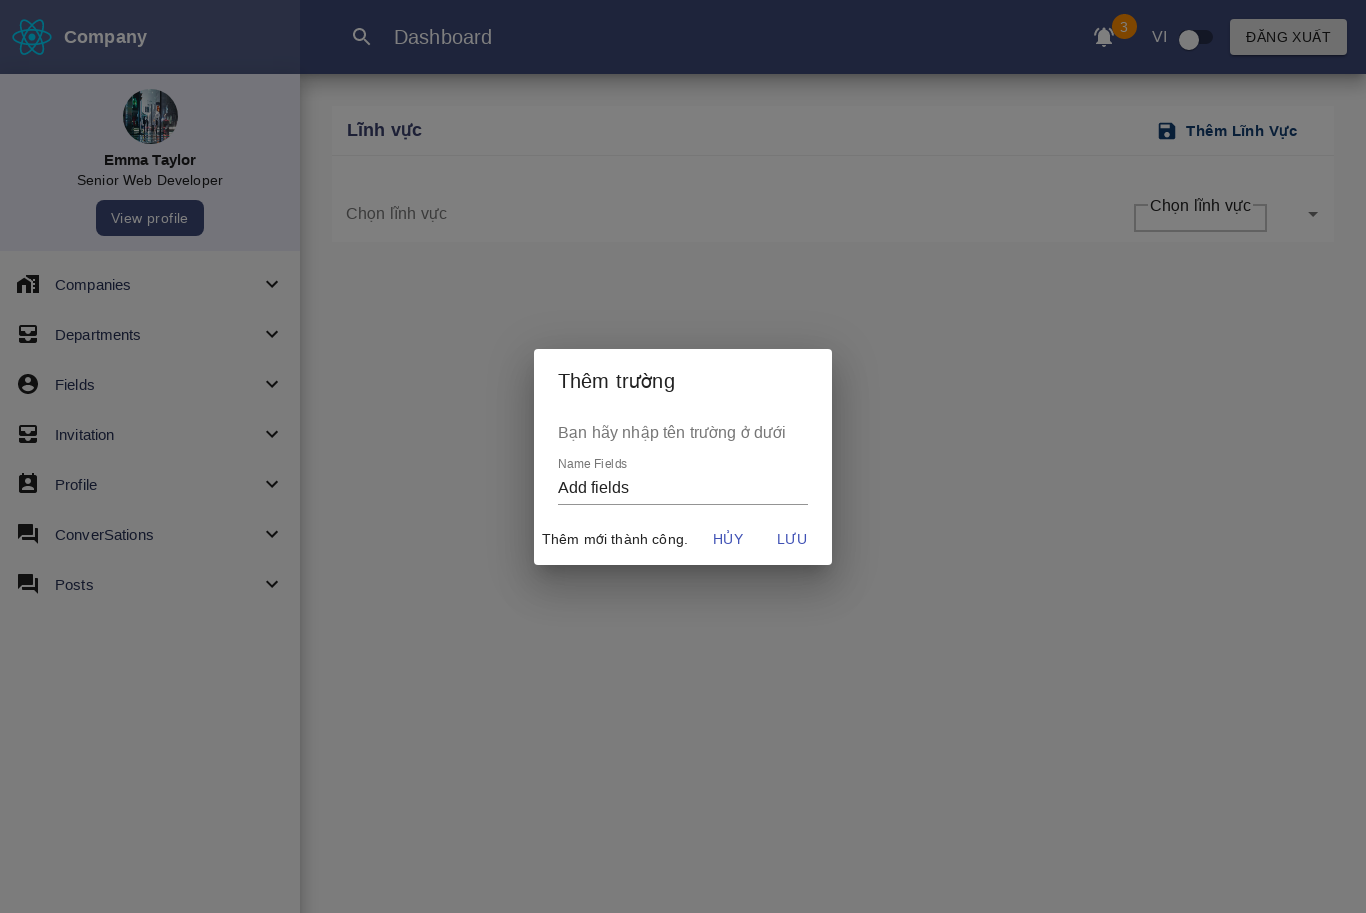 Company
Dashboard
3
VI
ĐĂNG XUẤT
Emma Taylor
Senior Web Developer
View profile
Companies
Departments
Fields
Invitation
Profile
ConverSations
Posts
Lĩnh vực
Thêm Lĩnh Vực
Chọn lĩnh vực
Chọn lĩnh vực
Thêm trường
Bạn hãy nhập tên trường ở dưới
Name Fields
Add fields
Thêm mới thành công.
HỦY
LƯU